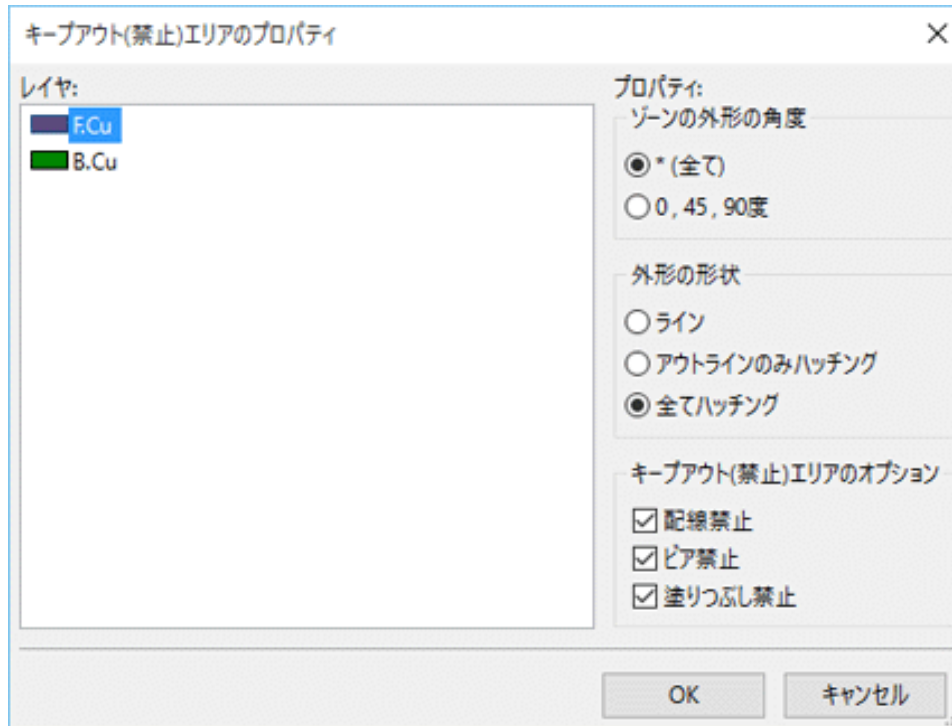 キープアウト(禁止)エリアのプロパティ
レイヤ:
F.Cu
B.Cu
プロパティ:
ゾーンの外形の角度
* (全て)
0 , 45 , 90度
外形の形状
ライン
アウトラインのみハッチング
全てハッチング
キープアウト(禁止)エリアのオプション
配線禁止
ビア禁止
塗りつぶし禁止
OK
キャンセル